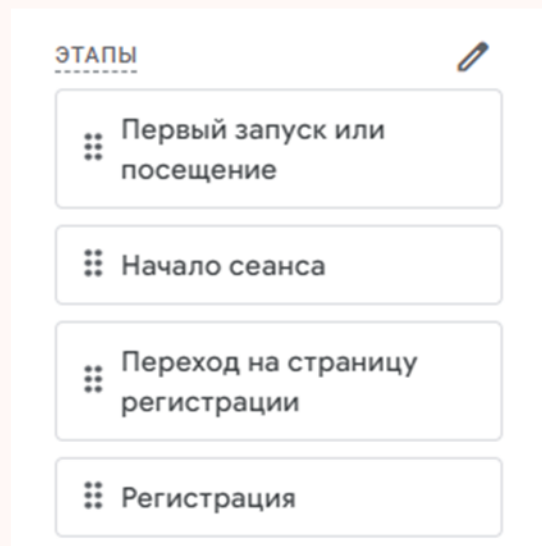 ЭТАПЫ
Первый запуск или
посещение
Начало сеанса
Переход на страницу
регистрации
Регистрация